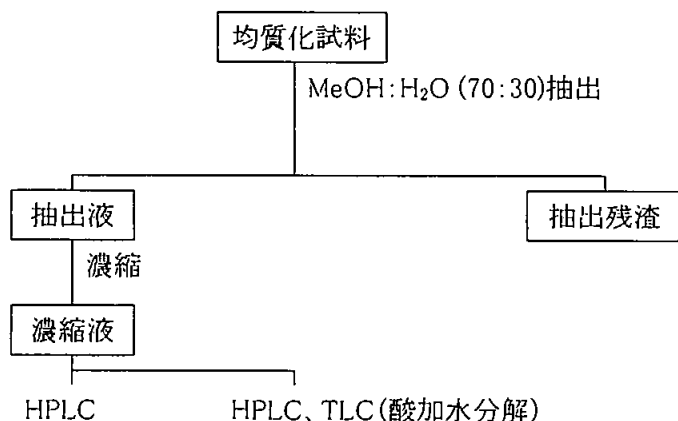 均質化試料
MeOH:H₂O (70:30)抽出
抽出液
抽出残渣
濃縮
濃縮液
HPLC
HPLC、TLC(酸加水分解)